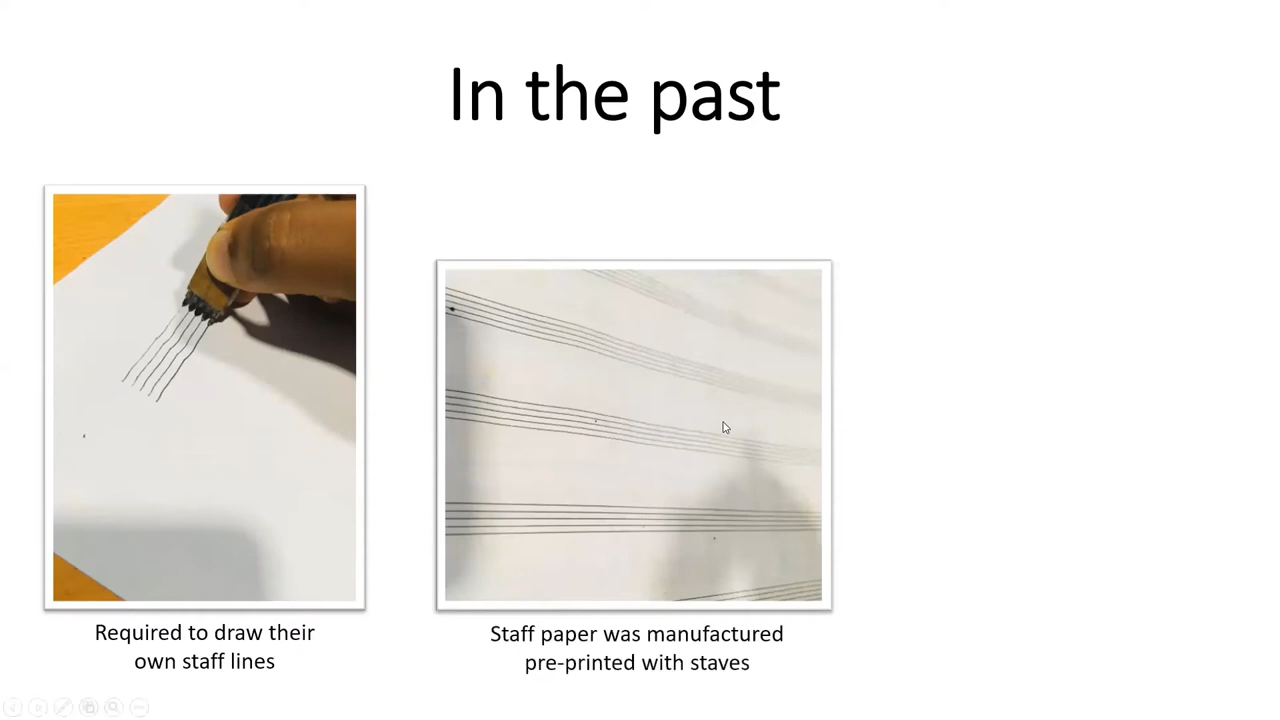 In the past
Required to draw their
own staff lines
Staff paper was manufactured
pre-printed with staves